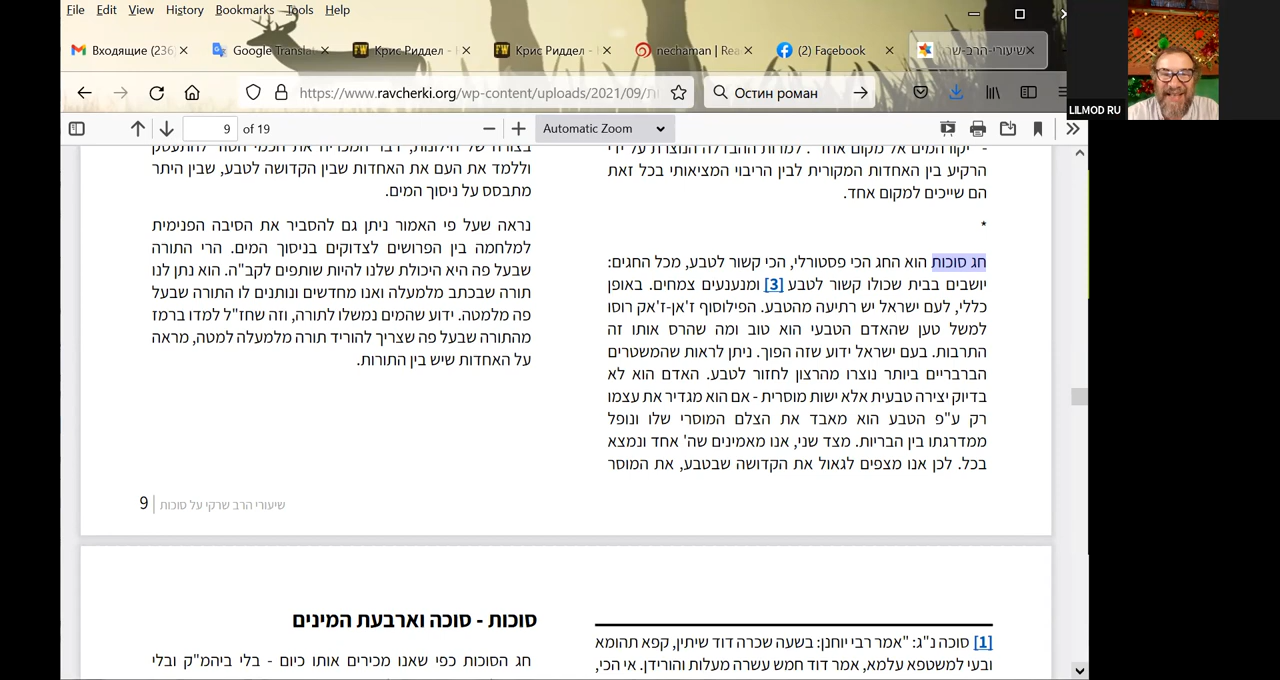 File Edit View History Bookmarks Tools Help
Входящие (236
Google Transla
Крис Риддел -
Крис Риддел -
nechaman | Rea
(2) Facebook
שיעורי-הרב-שר
https://www.ravcherki.org/wp-content/uploads/2021/09/
Остин роман
LILMOD RU
9 of 19
Automatic Zoom
- "יקוו המים אל מקום אחד". למרות ההבדלה הנוצרת על ידי
הרקיע בין האחדות המקורית לבין הריבוי המציאותי בכל זאת
הם שייכים למקום אחד.
*
חג סוכות הוא החג הכי פסטורלי, הכי קשור לטבע, מכל החגים:
יושבים בבית שכולו קשור לטבע [3] ומנענעים צמחים. באופן
כללי, לעם ישראל יש רתיעה מהטבע. הפילוסוף ז'אן-ז'אק רוסו
למשל טען שהאדם הטבעי הוא טוב ומה שהרס אותו זה
התרבות. בעם ישראל ידוע שזה הפוך. ניתן לראות שהמשטרים
הברבריים ביותר נוצרו מהרצון לחזור לטבע. האדם הוא לא
בדיוק יצירה טבעית אלא ישות מוסרית - אם הוא מגדיר את עצמו
רק ע"פ הטבע הוא מאבד את הצלם המוסרי שלו ונופל
ממדרגתו בין הבריות. מצד שני, אנו מאמינים שה' אחד ונמצא
בכל. לכן אנו מצפים לגאול את הקדושה שבטבע, את המוסר
וללמד את העם את האחדות שבין הקדושה לטבע, שבין היתר
מתבסס על ניסוך המים.
נראה שעל פי האמור ניתן גם להסביר את הסיבה הפנימית
למלחמה בין הפרושים לצדוקים בניסוך המים. הרי התורה
שבעל פה היא היכולת שלנו להיות שותפים לקב"ה. הוא נתן לנו
תורה שבכתב מלמעלה ואנו מחדשים ונותנים לו התורה שבעל
פה מלמטה. ידוע שהמים נמשלו לתורה, וזה שחז"ל למדו ברמז
מהתורה שבעל פה שצריך להוריד תורה מלמעלה למטה, מראה
על האחדות שיש בין התורות.
שיעורי הרב שרקי על סוכות | 9
[1] סוכה נ"ג: "אמר רבי יוחנן: בשעה שכרה דוד שיתין, קפא תהומא
ובעי למשטפא עלמא, אמר דוד חמש עשרה מעלות והורידן. אי הכי,
סוכות - סוכה וארבעת המינים
חג הסוכות כפי שאנו מכירים אותו כיום - בלי ביהמ"ק ובלי